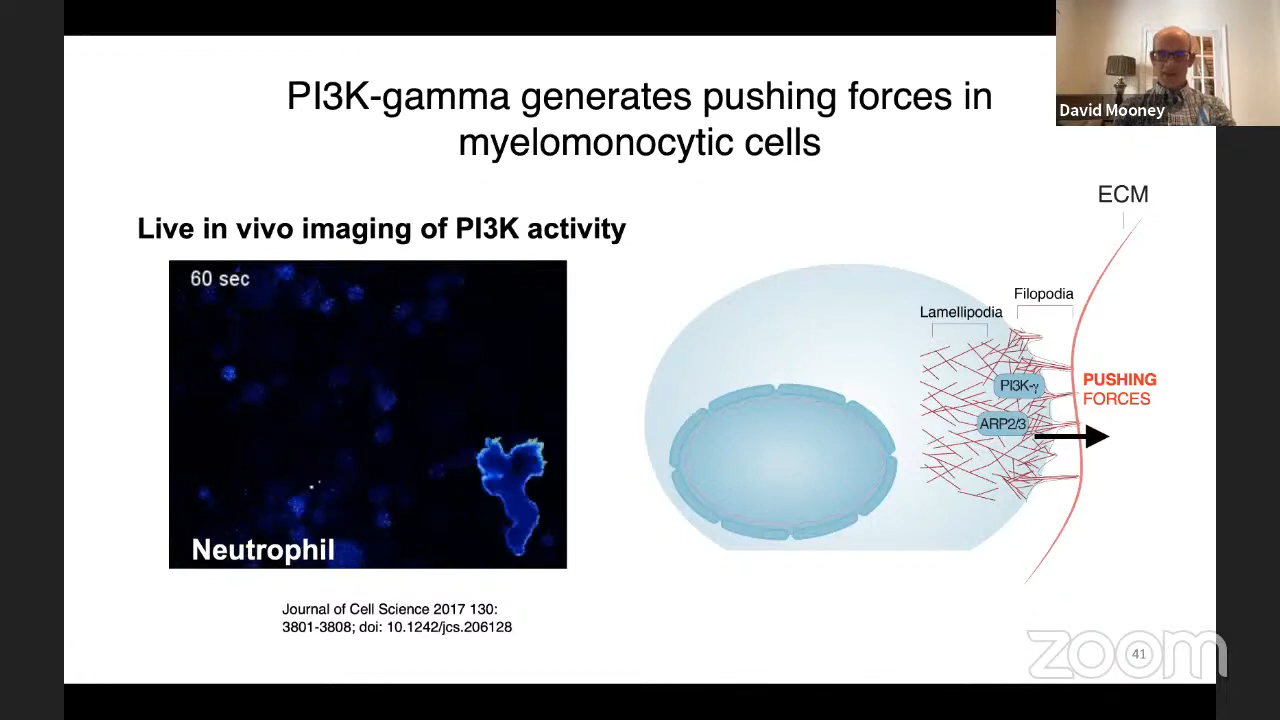 PI3K-gamma generates pushing forces in
myelomonocytic cells
David Mooney
Live in vivo imaging of PI3K activity
60 sec
Neutrophil
Journal of Cell Science 2017 130:
3801-3808; doi: 10.1242/jcs.206128
ECM
Filopodia
Lamellipodia
PI3K-γ
ARP2/3
PUSHING
FORCES
zoom
41